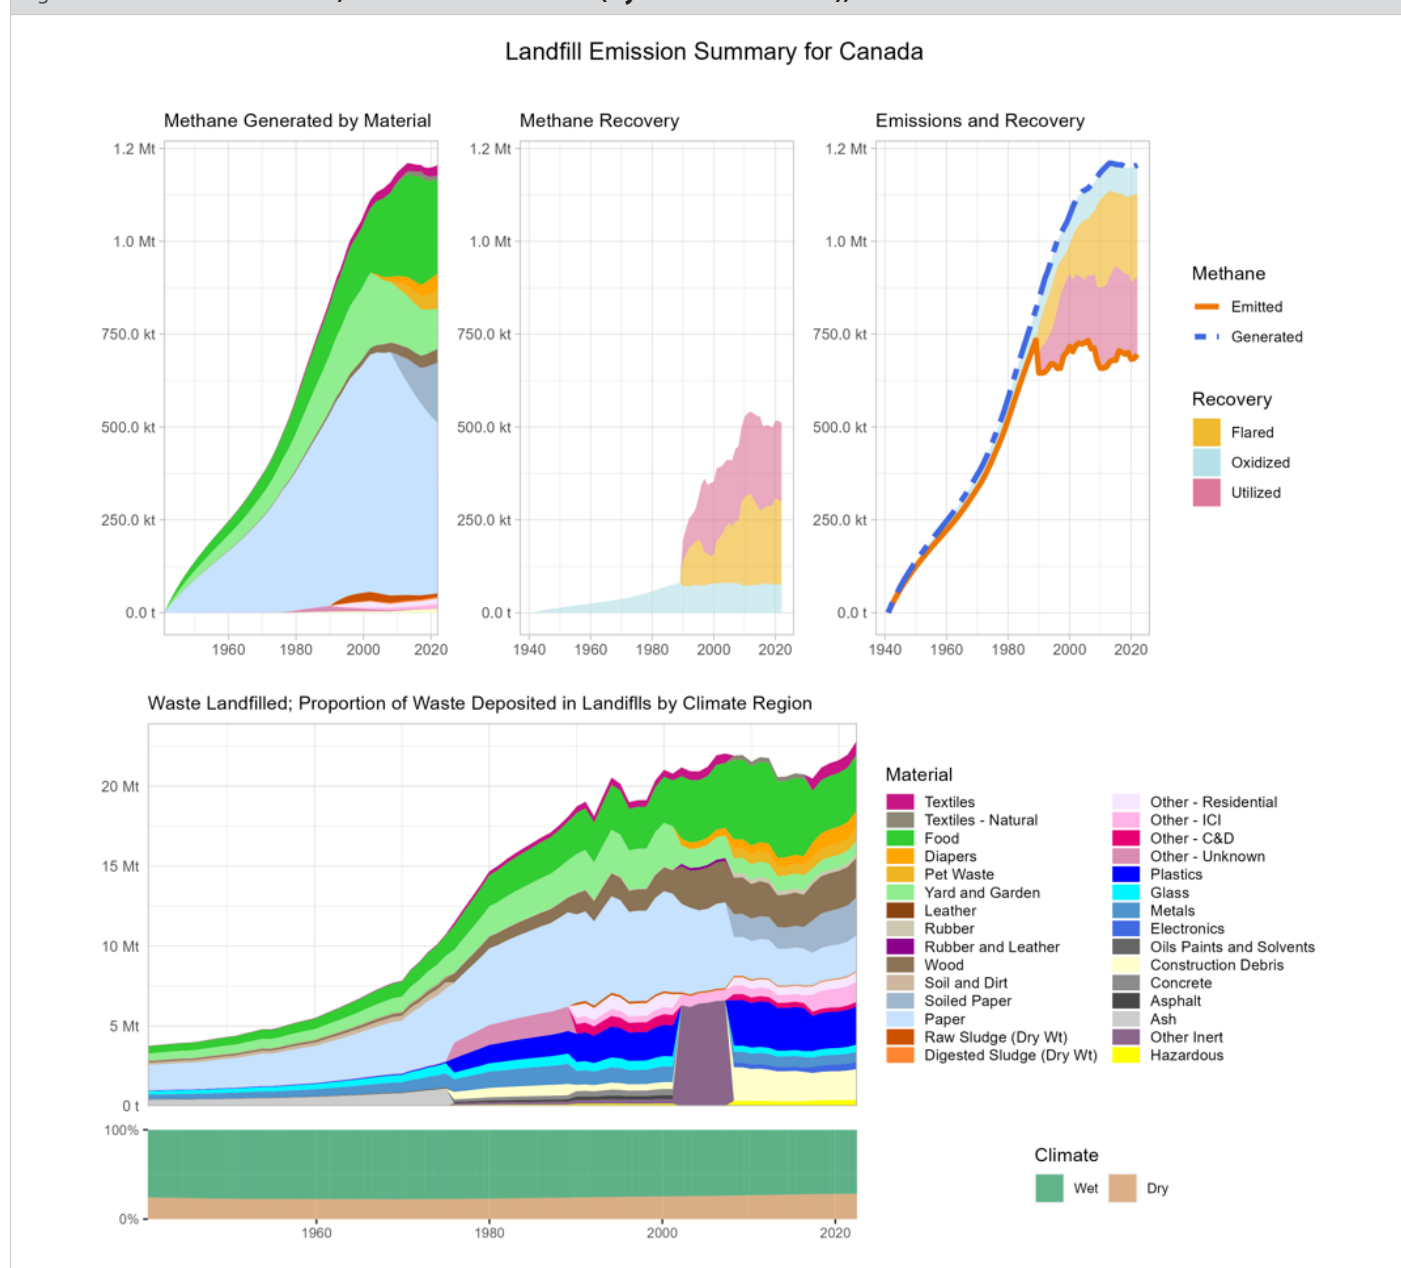 Landfill Emission Summary for Canada
Methane Generated by Material
1.2 Mt
1.0 Mt
750.0 kt
500.0 kt
250.0 kt
0.0 t
1960 1980 2000 2020
Methane Recovery
1.2 Mt
1.0 Mt
750.0 kt
500.0 kt
250.0 kt
0.0 t
1940 1960 1980 2000 2020
Emissions and Recovery
1.2 Mt
1.0 Mt
750.0 kt
500.0 kt
250.0 kt
0.0 t
1940 1960 1980 2000 2020
Methane
Emitted
Generated
Recovery
Flared
Oxidized
Utilized
Waste Landfilled; Proportion of Waste Deposited in Landiflls by Climate Region
20 Mt
15 Mt
10 Mt
5 Mt
0 t
100%
0%
1960 1980 2000 2020
Material
Textiles
Textiles - Natural
Food
Diapers
Pet Waste
Yard and Garden
Leather
Rubber
Rubber and Leather
Wood
Soil and Dirt
Soiled Paper
Paper
Raw Sludge (Dry Wt)
Digested Sludge (Dry Wt)
Other - Residential
Other - ICI
Other - C&D
Other - Unknown
Plastics
Glass
Metals
Electronics
Oils Paints and Solvents
Construction Debris
Concrete
Asphalt
Ash
Other Inert
Hazardous
Climate
Wet
Dry